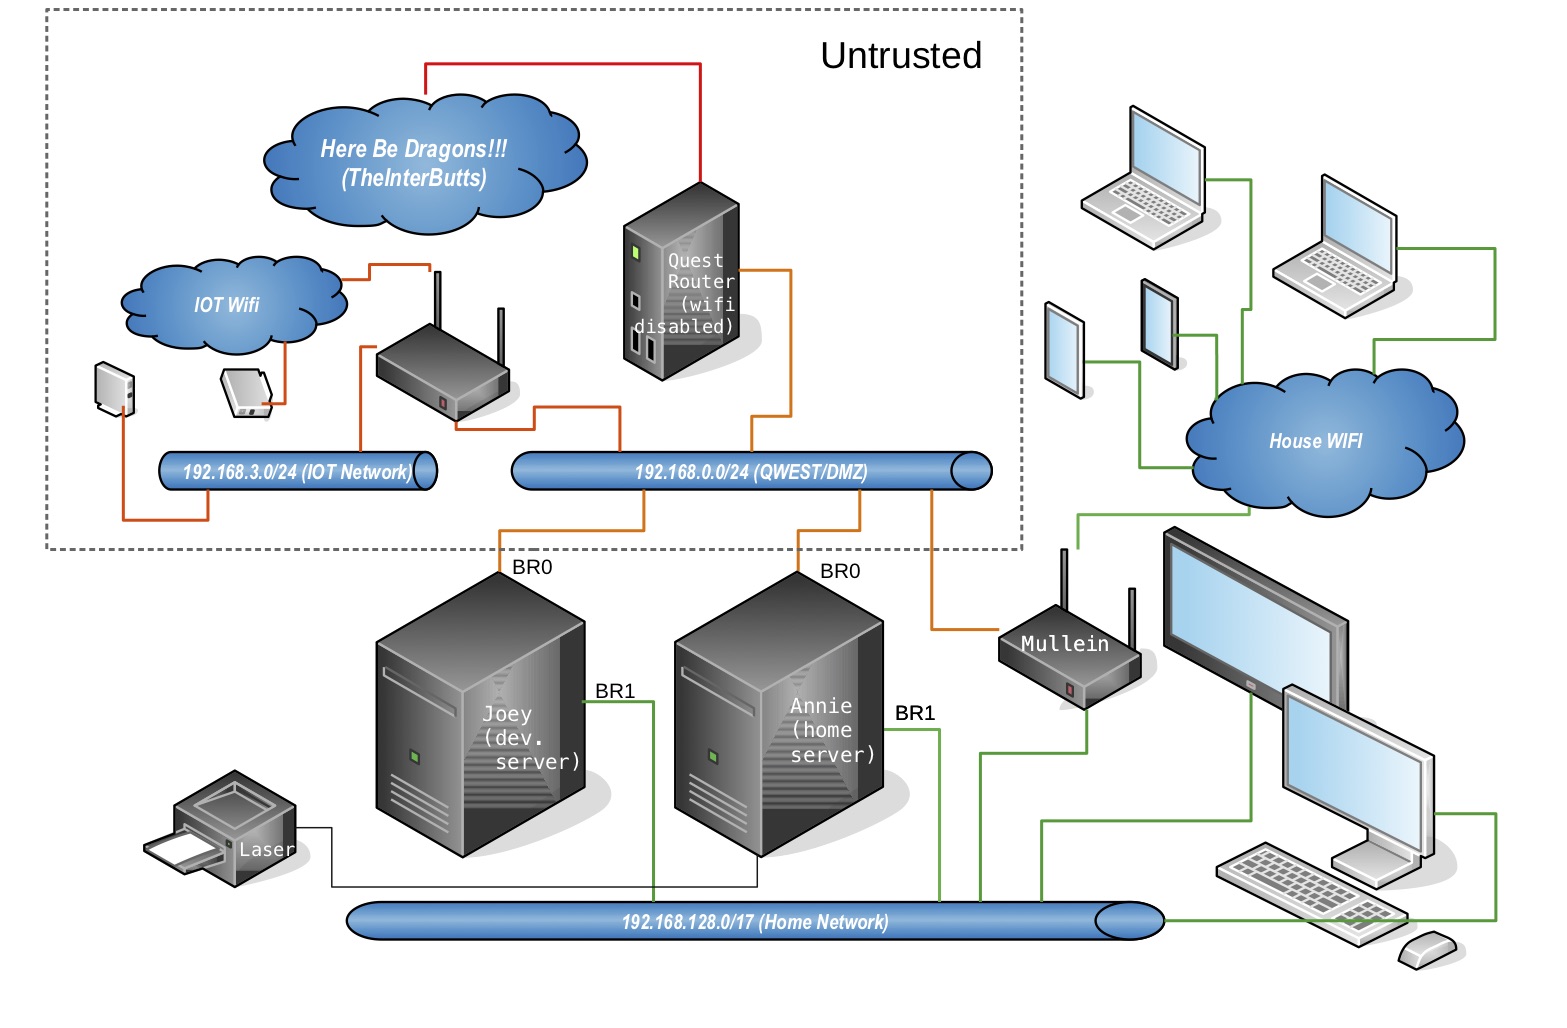 Untrusted
Here Be Dragons!!!
(TheInterButts)
Quest
Router
(wifi
disabled)
IOT Wifi
192.168.3.0/24 (IOT Network)
192.168.0.0/24 (QWEST/DMZ)
House WIFI
BR0
BR0
Mullein
BR1
Joey
(dev.
server)
Annie
(home
server)
BR1
Laser
192.168.128.0/17 (Home Network)